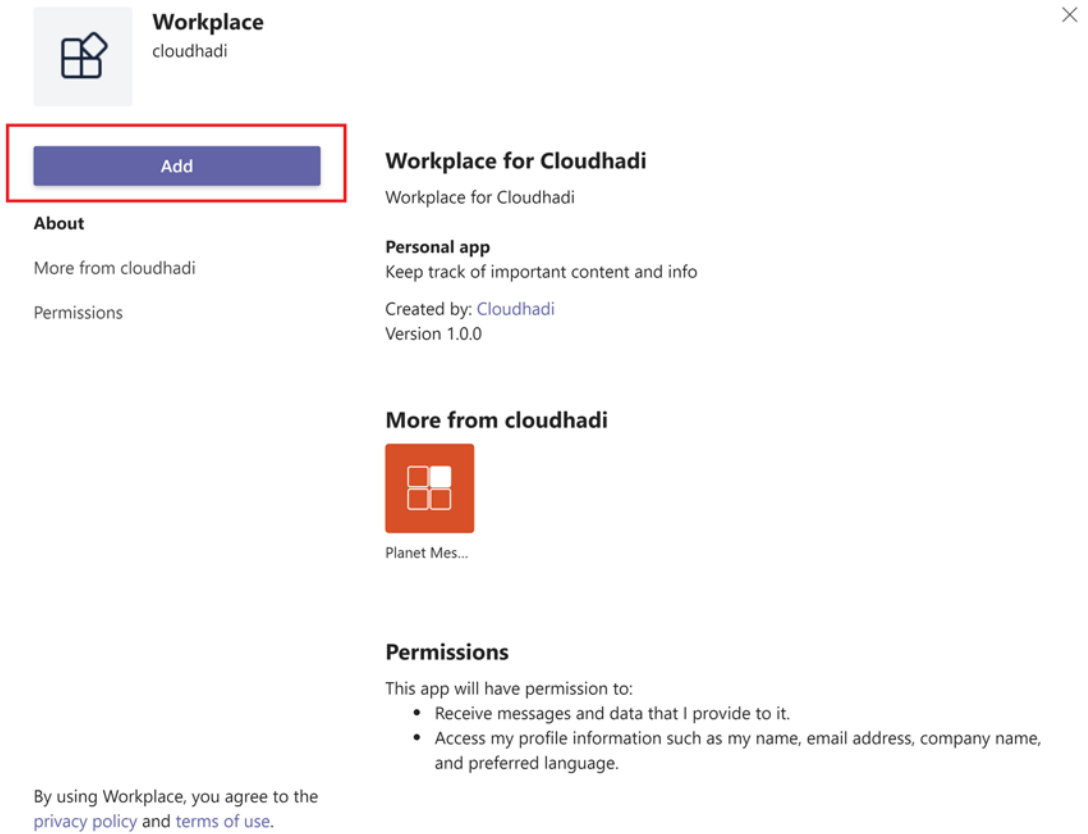 Workplace
cloudhadi
Add
About
More from cloudhadi
Permissions
Workplace for Cloudhadi
Workplace for Cloudhadi
Personal app
Keep track of important content and info
Created by: Cloudhadi
Version 1.0.0
More from cloudhadi
Planet Mes...
Permissions
This app will have permission to:
• Receive messages and data that I provide to it.
• Access my profile information such as my name, email address, company name,
and preferred language.
By using Workplace, you agree to the
privacy policy and terms of use.